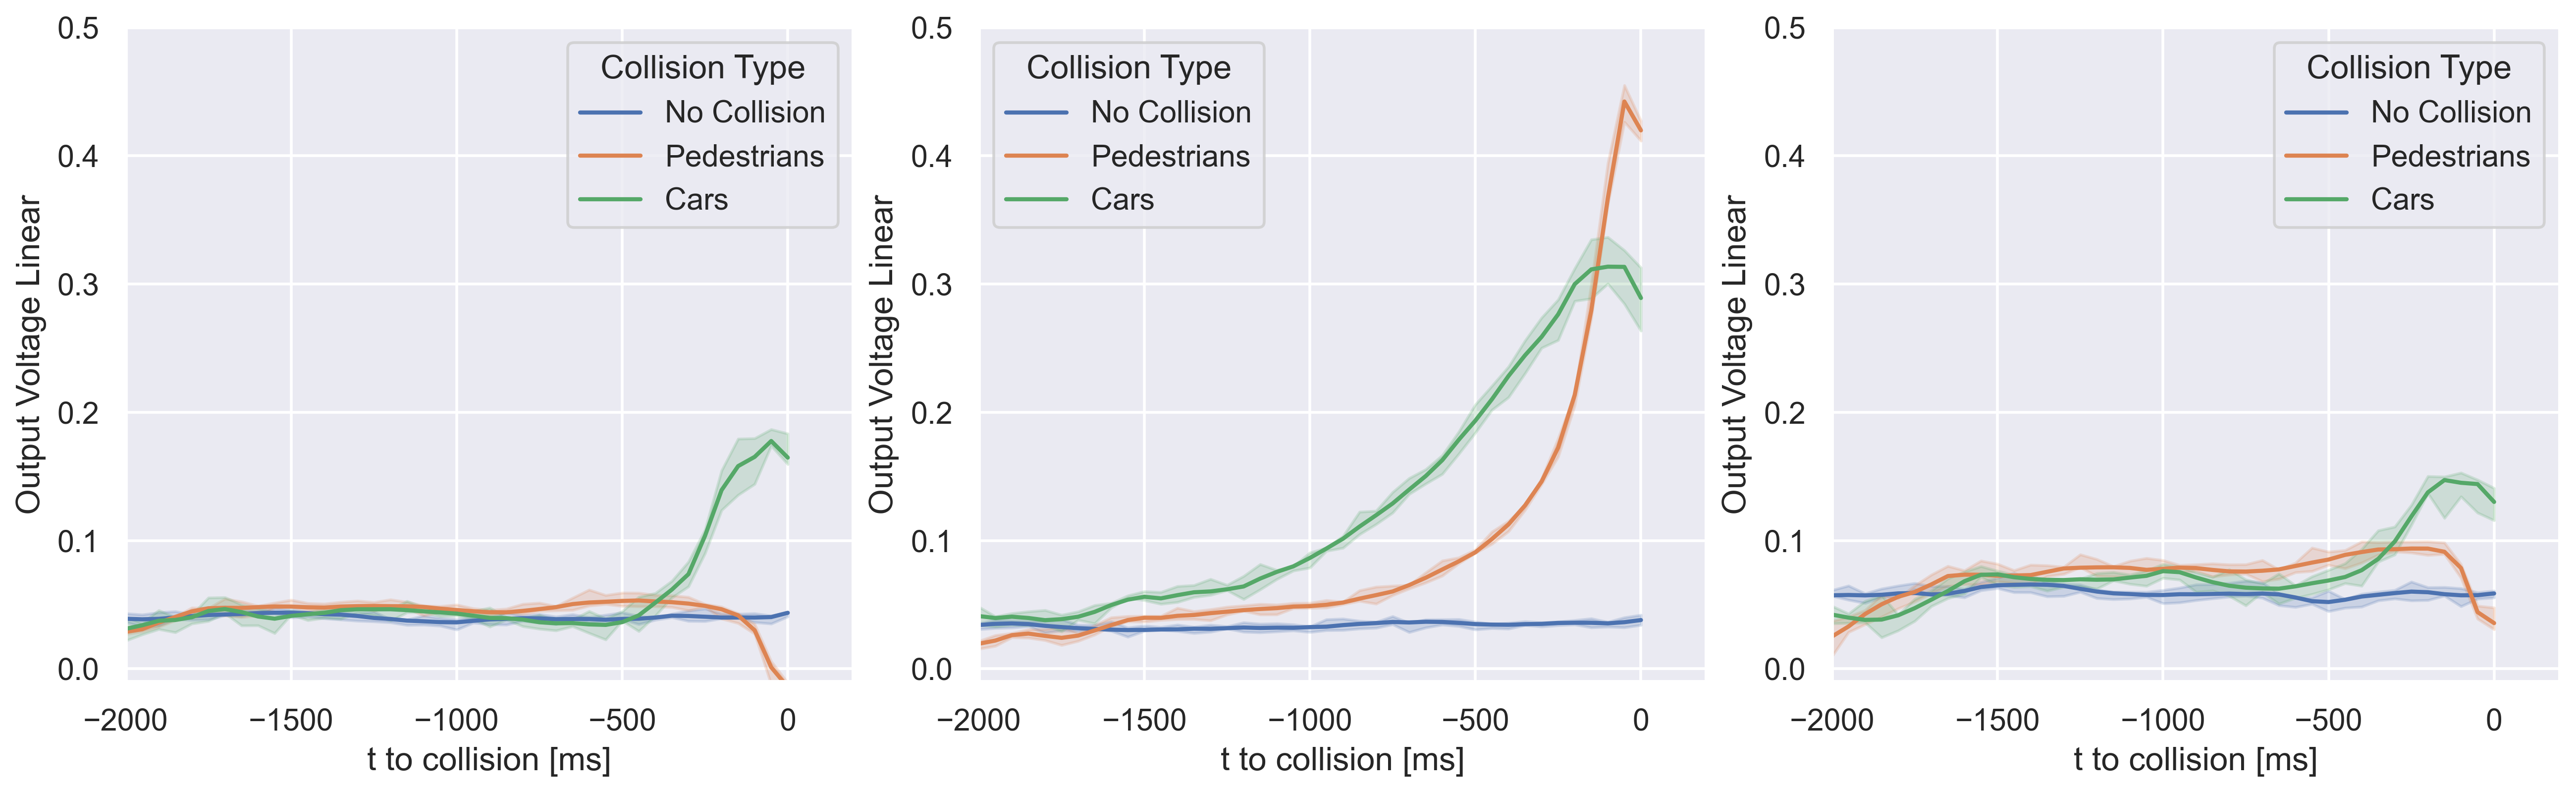 0.5
0.4
0.3
0.2
0.1
0.0
Output Voltage Linear
Collision Type
No Collision
Pedestrians
Cars
−2000 −1500 −1000 −500 0
t to collision [ms]
0.5
0.4
0.3
0.2
0.1
0.0
Output Voltage Linear
Collision Type
No Collision
Pedestrians
Cars
−2000 −1500 −1000 −500 0
t to collision [ms]
0.5
0.4
0.3
0.2
0.1
0.0
Output Voltage Linear
Collision Type
No Collision
Pedestrians
Cars
−2000 −1500 −1000 −500 0
t to collision [ms]